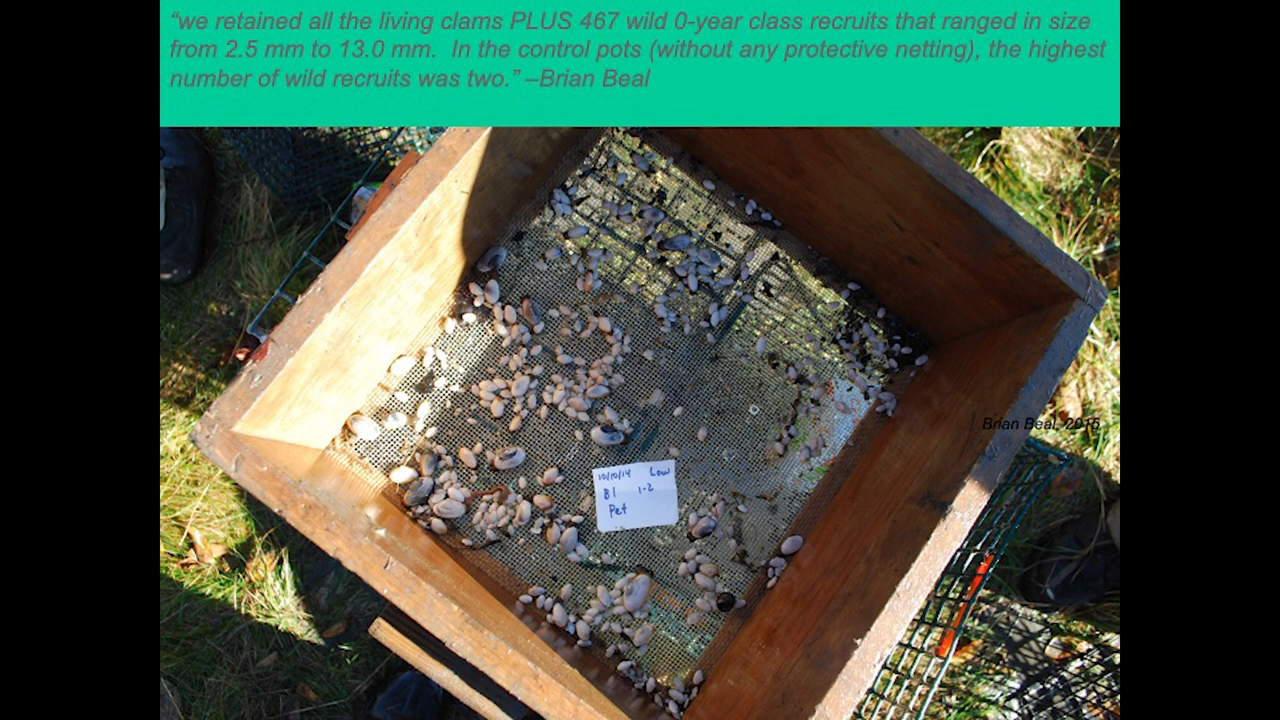 “we retained all the living clams PLUS 467 wild 0-year class recruits that ranged in size
from 2.5 mm to 13.0 mm.  In the control pots (without any protective netting), the highest
number of wild recruits was two.” –Brian Beal
Brian Beal, 2015
10/10/14 Low
B1 1-2
Pet